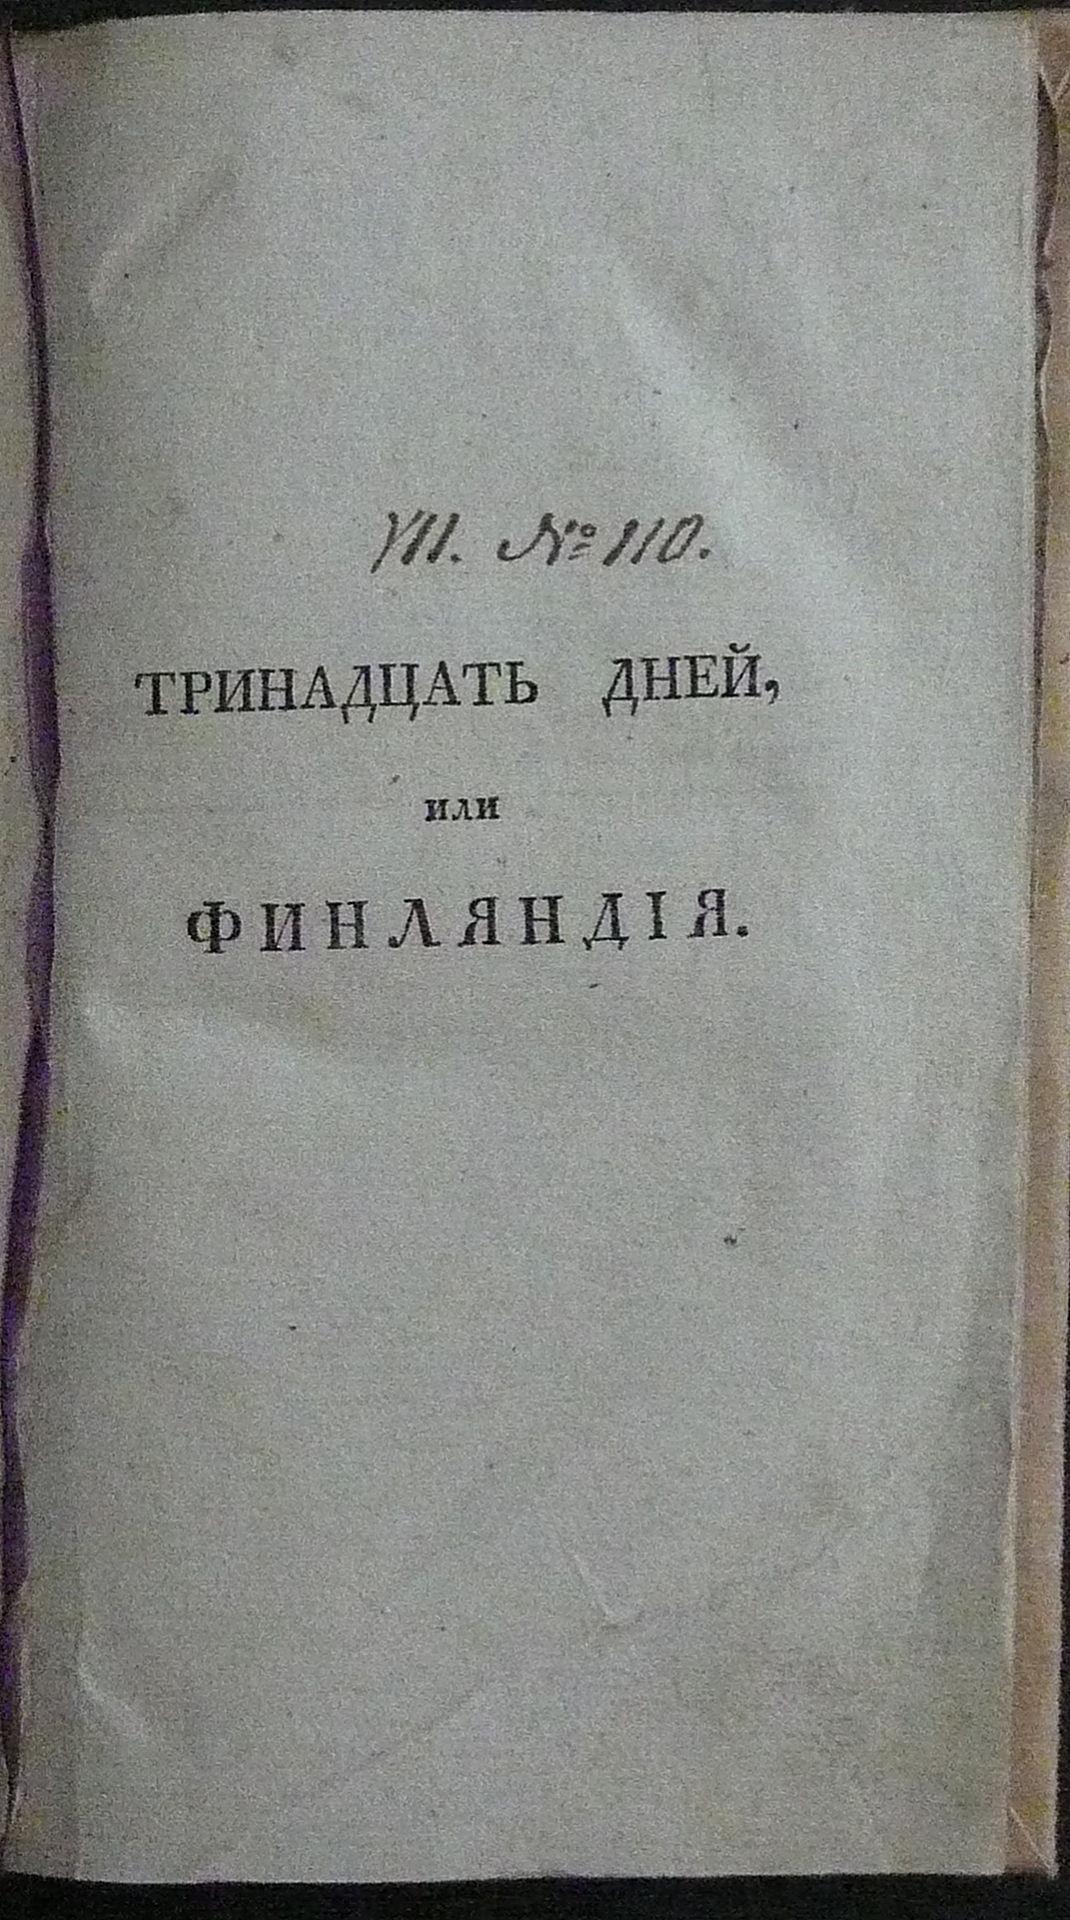 VII. № 110.
ТРИНАДЦАТЬ ДНЕЙ,
или
ФИНЛЯНДІЯ.